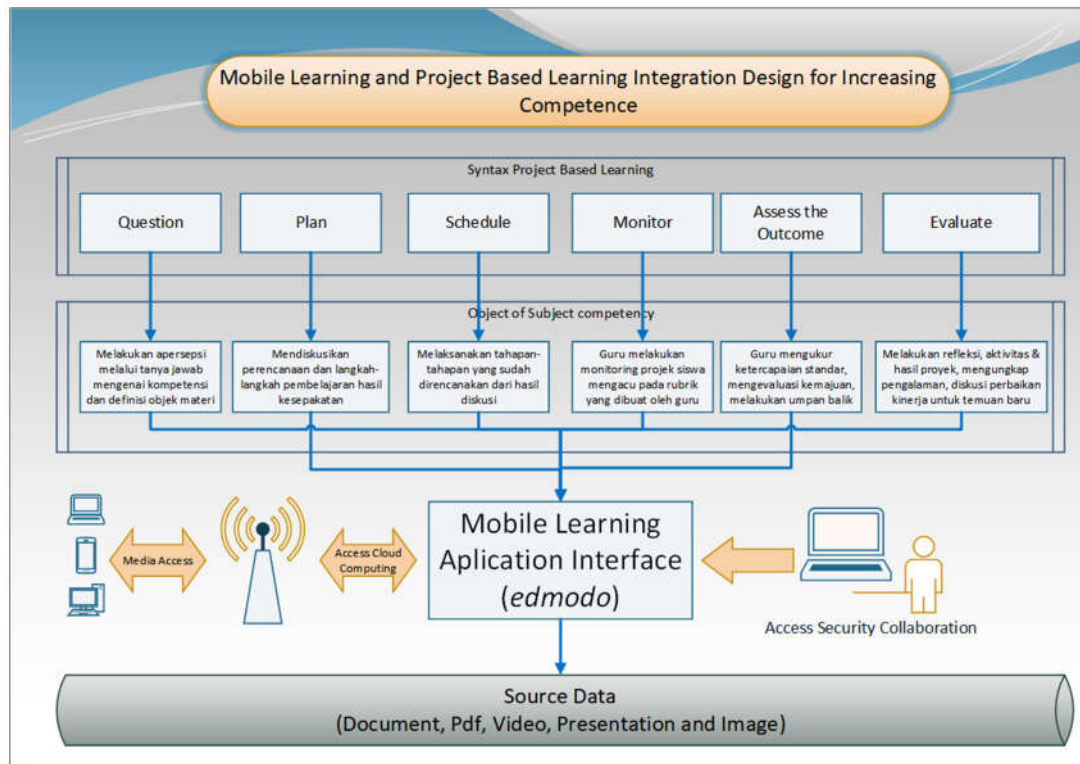 Mobile Learning and Project Based Learning Integration Design for Increasing
Competence
Syntax Project Based Learning
Question
Plan
Schedule
Monitor
Assess the
Outcome
Evaluate
Object of Subject competency
Melakukan apersepsi
melalui tanya jawab
mengenai kompetensi
dan definisi objek materi
Mendiskusikan
perencanaan dan langkah-
langkah pembelajaran hasil
kesepakatan
Melaksanakan tahapan-
tahapan yang sudah
direncanakan dari hasil
diskusi
Guru melakukan
monitoring projek siswa
mengacu pada rubrik
yang dibuat oleh guru
Guru mengukur
ketercapaian standar,
mengevaluasi kemajuan,
melakukan umpan balik
Melakukan refleksi, aktivitas &
hasil proyek, mengungkap
pengalaman, diskusi perbaikan
kinerja untuk temuan baru
Media Access
Access Cloud
Computing
Mobile Learning
Aplication Interface
(edmodo)
Access Security Collaboration
Source Data
(Document, Pdf, Video, Presentation and Image)